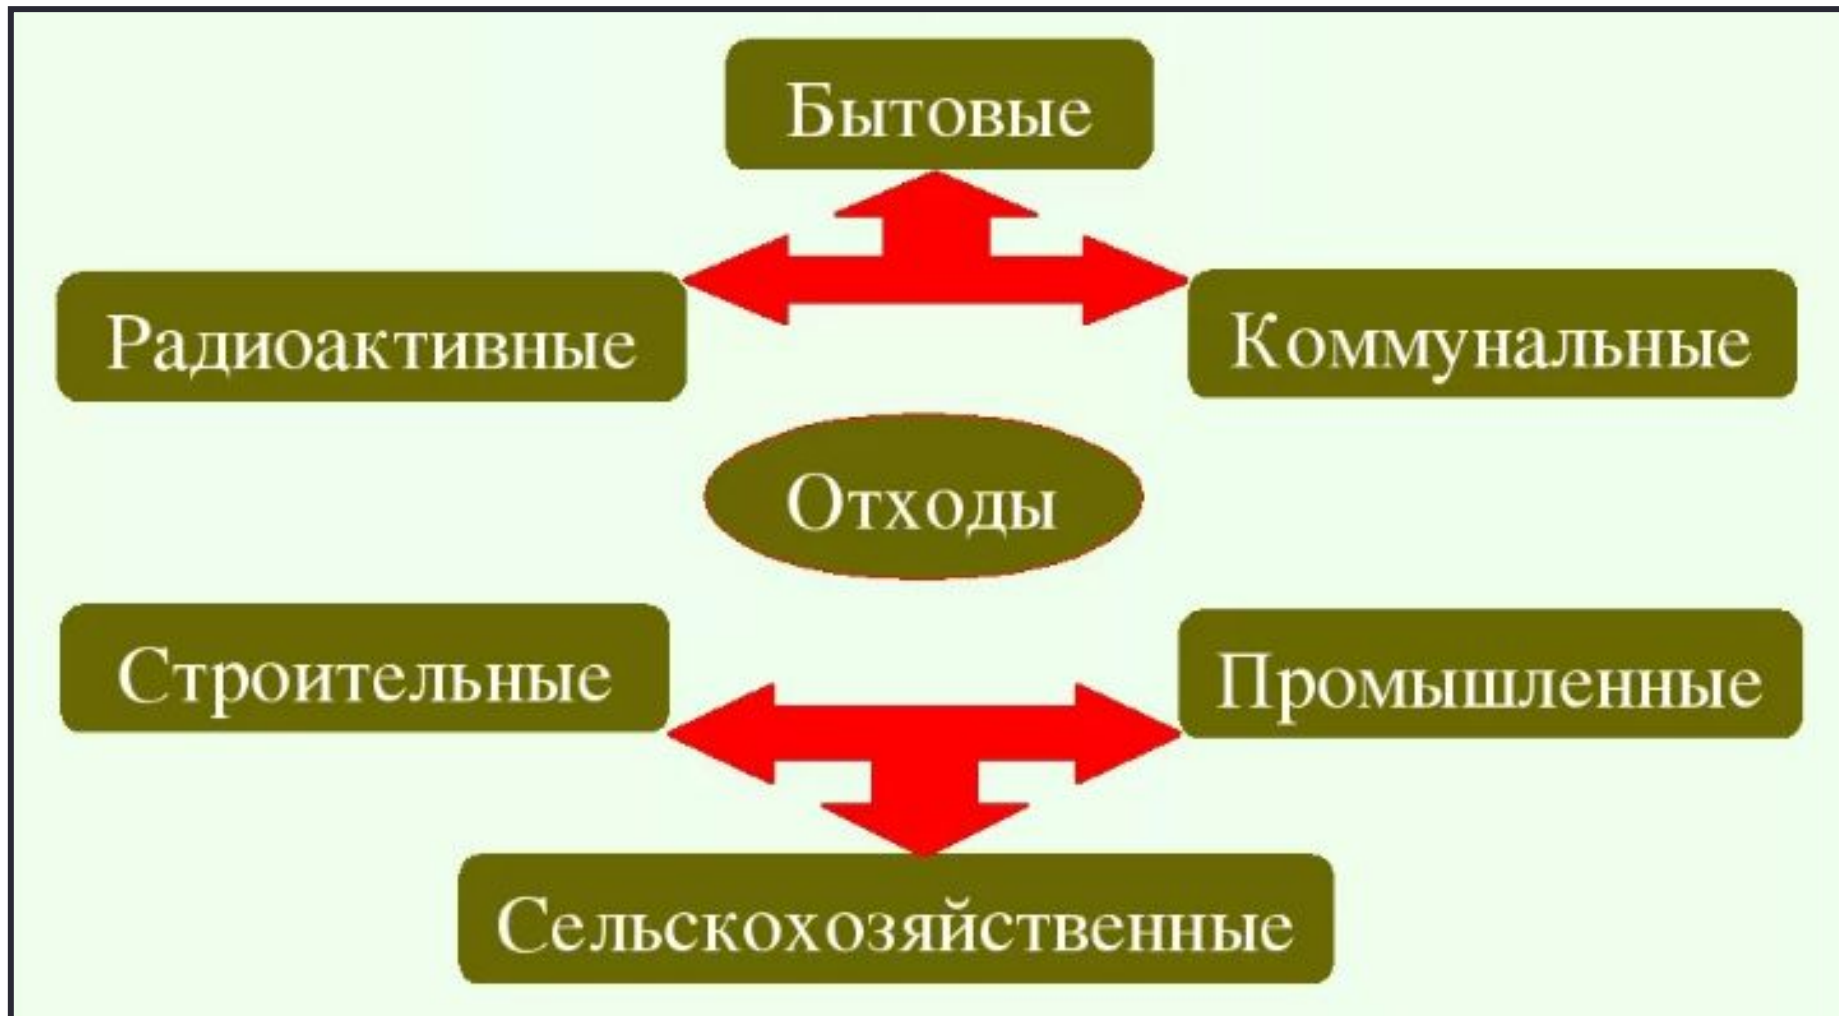 Бытовые
Радиоактивные
Коммунальные
Отходы
Строительные
Промышленные
Сельскохозяйственные